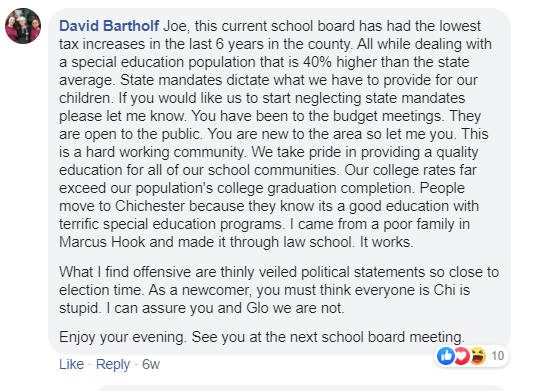 David Bartholf Joe, this current school board has had the lowest
tax increases in the last 6 years in the county. All while dealing with
a special education population that is 40% higher than the state
average. State mandates dictate what we have to provide for our
children. If you would like us to start neglecting state mandates
please let me know. You have been to the budget meetings. They
are open to the public. You are new to the area so let me you. This
is a hard working community. We take pride in providing a quality
education for all of our school communities. Our college rates far
exceed our population's college graduation completion. People
move to Chichester because they know its a good education with
terrific special education programs. I came from a poor family in
Marcus Hook and made it through law school. It works.
What I find offensive are thinly veiled political statements so close to
election time. As a newcomer, you must think everyone is Chi is
stupid. I can assure you and Glo we are not.
Enjoy your evening. See you at the next school board meeting.
10
Like · Reply · 6w